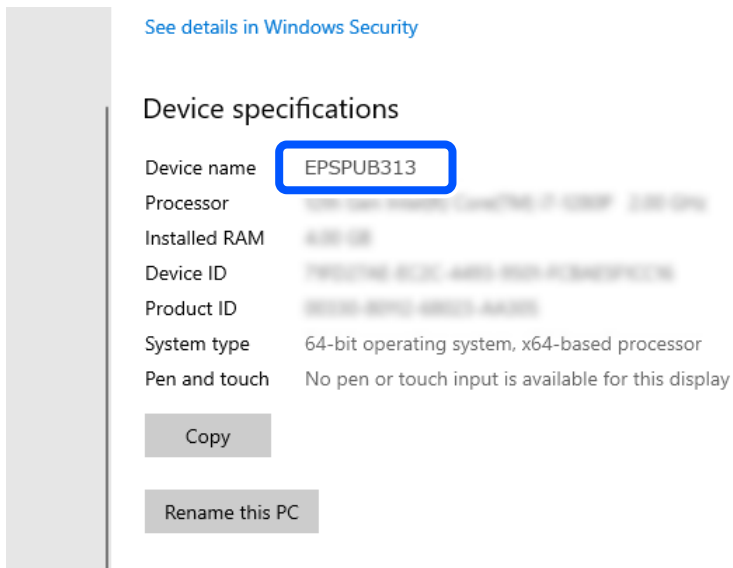 See details in Windows Security
Device specifications
Device name EPSPUB313
Processor
Installed RAM
Device ID
Product ID
System type 64-bit operating system, x64-based processor
Pen and touch No pen or touch input is available for this display
Copy
Rename this PC